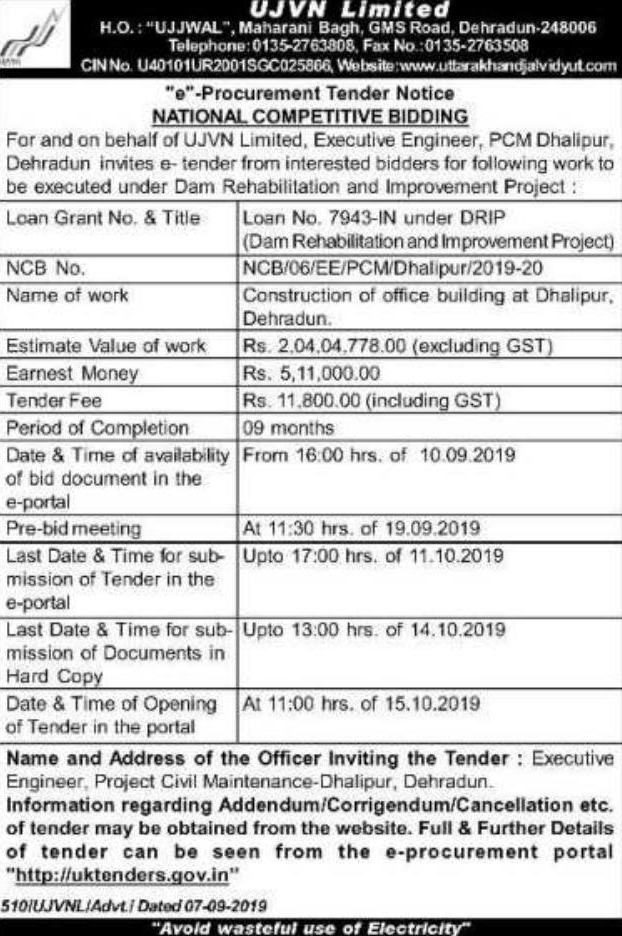 UJVN Limited
H.O. : "UJJWAL", Maharani Bagh, GMS Road, Dehradun-248006
Telephone:0135-2763808, Fax No.:0135-2763508
CIN No. U40101UR2001SGC025866, Website:www.uttarakhandjalvidyut.com
"e"-Procurement Tender Notice
NATIONAL COMPETITIVE BIDDING
For and on behalf of UJVN Limited, Executive Engineer, PCM Dhalipur,
Dehradun invites e- tender from interested bidders for following work to
be executed under Dam Rehabilitation and Improvement Project :
Loan Grant No. & Title Loan No. 7943-IN under DRIP
(Dam Rehabilitation and Improvement Project)
NCB No. NCB/06/EE/PCM/Dhalipur/2019-20
Name of work Construction of office building at Dhalipur,
Dehradun.
Estimate Value of work Rs. 2,04,04,778.00 (excluding GST)
Earnest Money Rs. 5,11,000.00
Tender Fee Rs. 11,800.00 (including GST)
Period of Completion 09 months
Date & Time of availability From 16:00 hrs. of 10.09.2019
of bid document in the
e-portal
Pre-bid meeting At 11:30 hrs. of 19.09.2019
Last Date & Time for sub- Upto 17:00 hrs. of 11.10.2019
mission of Tender in the
e-portal
Last Date & Time for sub- Upto 13:00 hrs. of 14.10.2019
mission of Documents in
Hard Copy
Date & Time of Opening At 11:00 hrs. of 15.10.2019
of Tender in the portal
Name and Address of the Officer Inviting the Tender : Executive
Engineer, Project Civil Maintenance-Dhalipur, Dehradun.
Information regarding Addendum/Corrigendum/Cancellation etc.
of tender may be obtained from the website. Full & Further Details
of tender can be seen from the e-procurement portal
"http://uktenders.gov.in"
510/UJVNL/Advt./ Dated 07-09-2019
"Avoid wasteful use of Electricity"